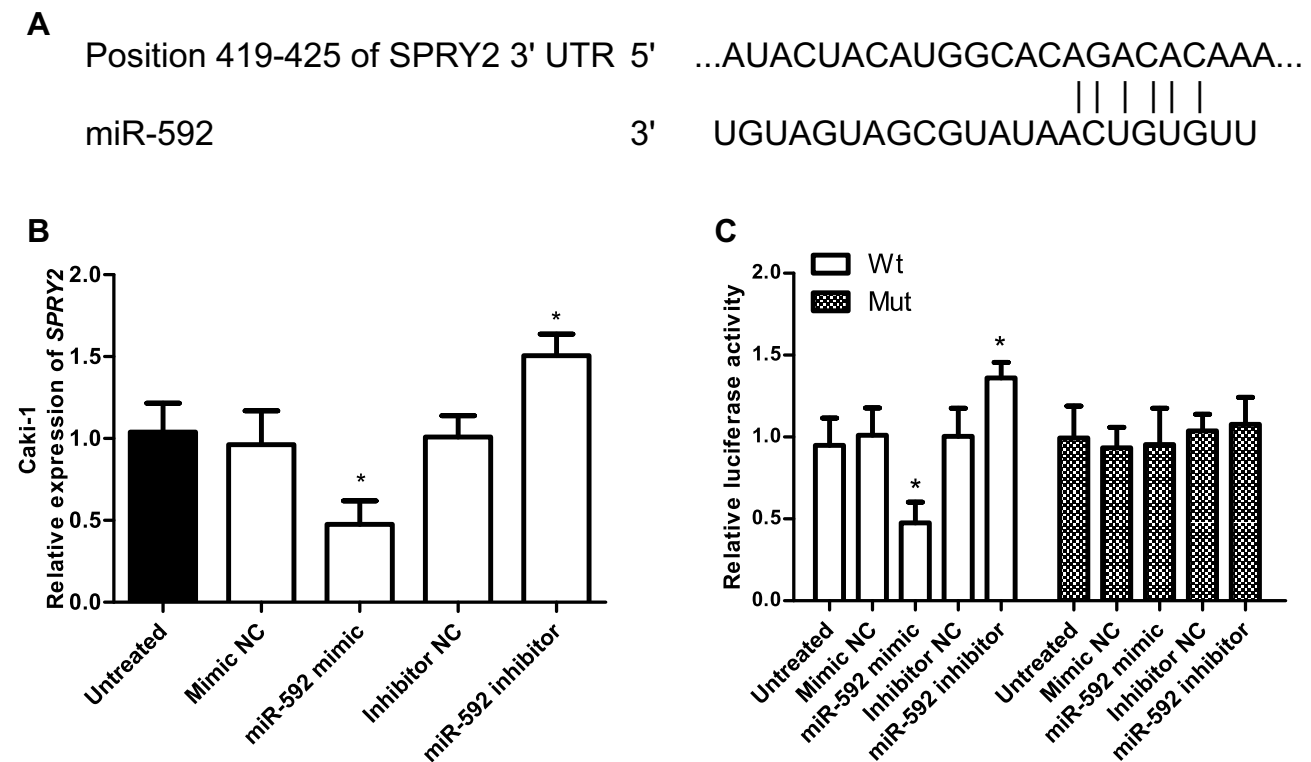 A
Position 419-425 of SPRY2 3' UTR 5' ...AUACUACAUGGCACAGACACAAA...
miR-592 3' UGUAGUAGCGUAUAACUGUGUU
B
Caki-1
Relative expression of SPRY2
2.0
1.5
1.0
0.5
0.0
*
*
Untreated
Mimic NC
miR-592 mimic
Inhibitor NC
miR-592 inhibitor
C
Wt
Mut
Relative luciferase activity
2.0
1.5
1.0
0.5
0.0
*
*
Untreated
Mimic NC
miR-592 mimic
Inhibitor NC
miR-592 inhibitor
Untreated
Mimic NC
miR-592 mimic
Inhibitor NC
miR-592 inhibitor